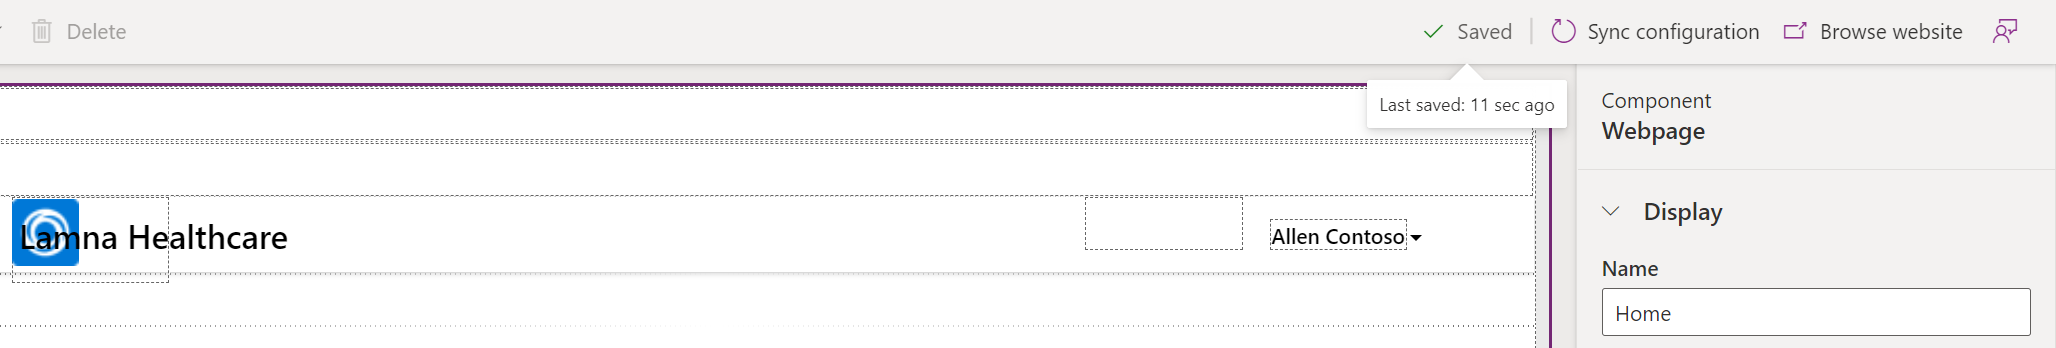 Delete
Saved
Sync configuration
Browse website
Last saved: 11 sec ago
Component
Webpage
Lamna Healthcare
Allen Contoso
Display
Name
Home